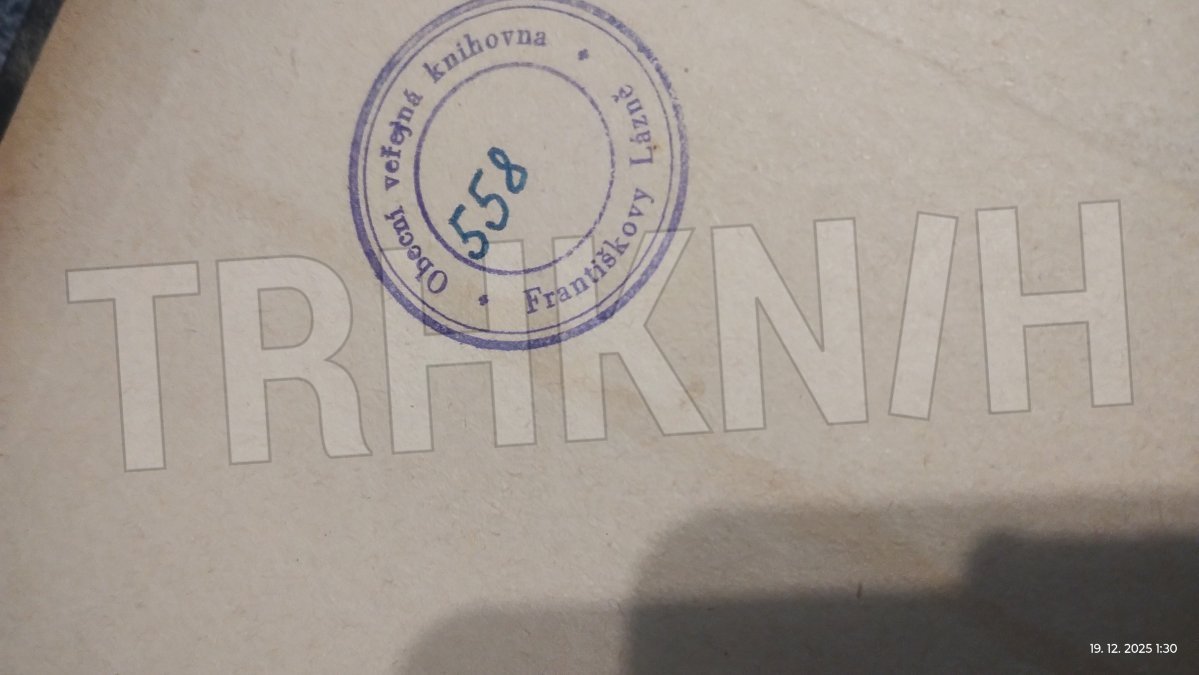 Obecní veřejná knihovna * Františkovy Lázně *
558
TRHKNIH
19. 12. 2025 1:30